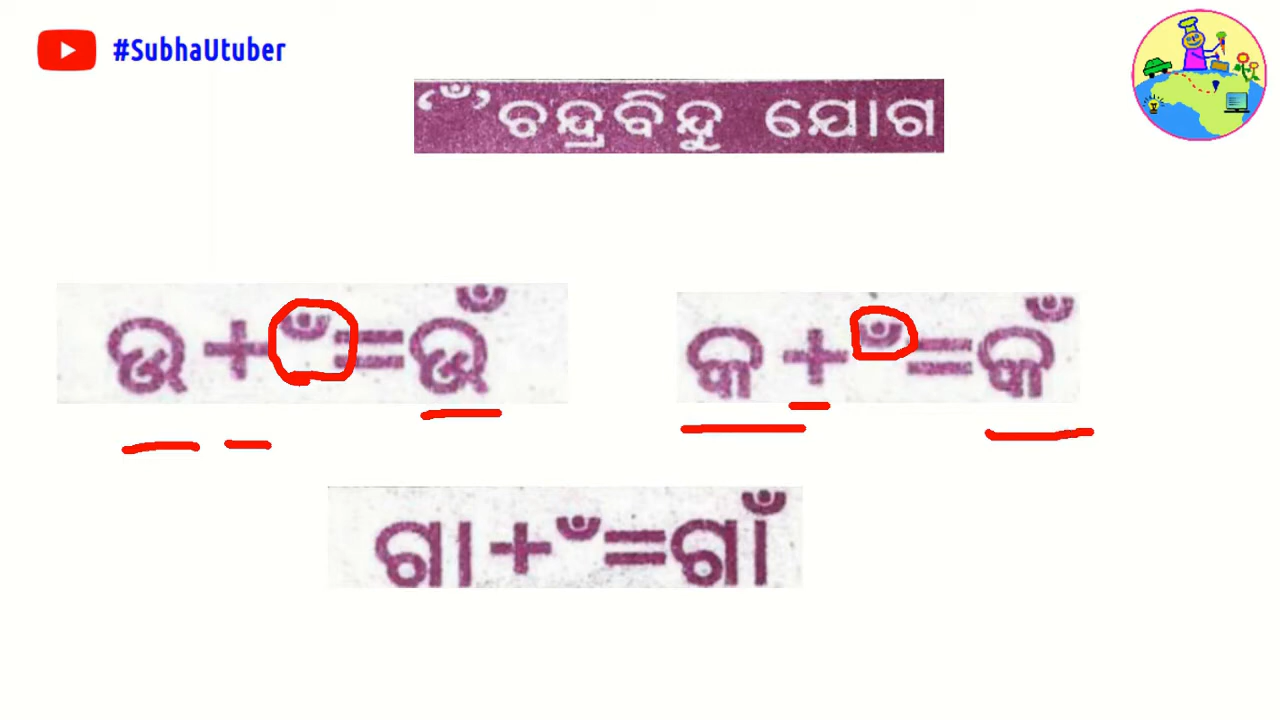 #SubhaUtuber
(ଁ) ଚନ୍ଦ୍ରବିନ୍ଦୁ ଯୋଗ
ଭ + ଁ = ଭଁ
କ + ଁ = କଁ
ଗା + ଁ = ଗାଁ